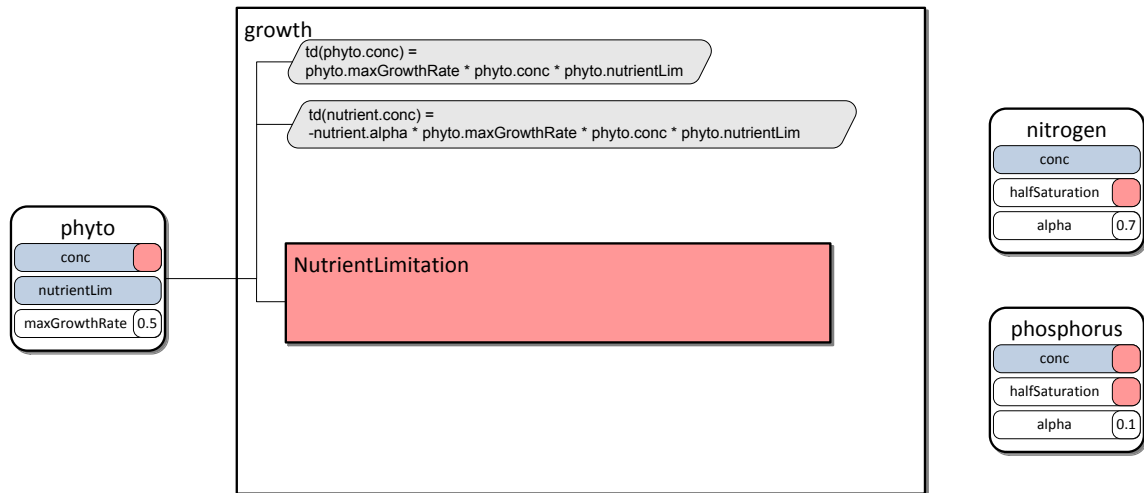 growth
td(phyto.conc) =
phyto.maxGrowthRate * phyto.conc * phyto.nutrientLim
td(nutrient.conc) =
-nutrient.alpha * phyto.maxGrowthRate * phyto.conc * phyto.nutrientLim
phyto
conc
nutrientLim
maxGrowthRate 0.5
NutrientLimitation
nitrogen
conc
halfSaturation
alpha 0.7
phosphorus
conc
halfSaturation
alpha 0.1